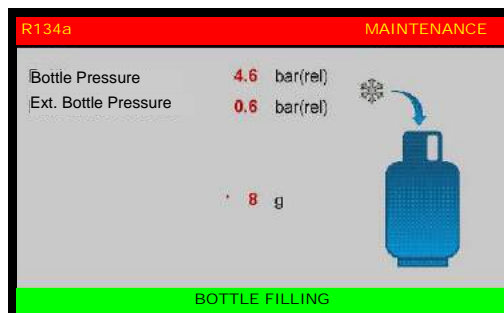 R134a MAINTENANCE
Bottle Pressure 4.6 bar(rel)
Ext. Bottle Pressure 0.6 bar(rel)
8 g
BOTTLE FILLING